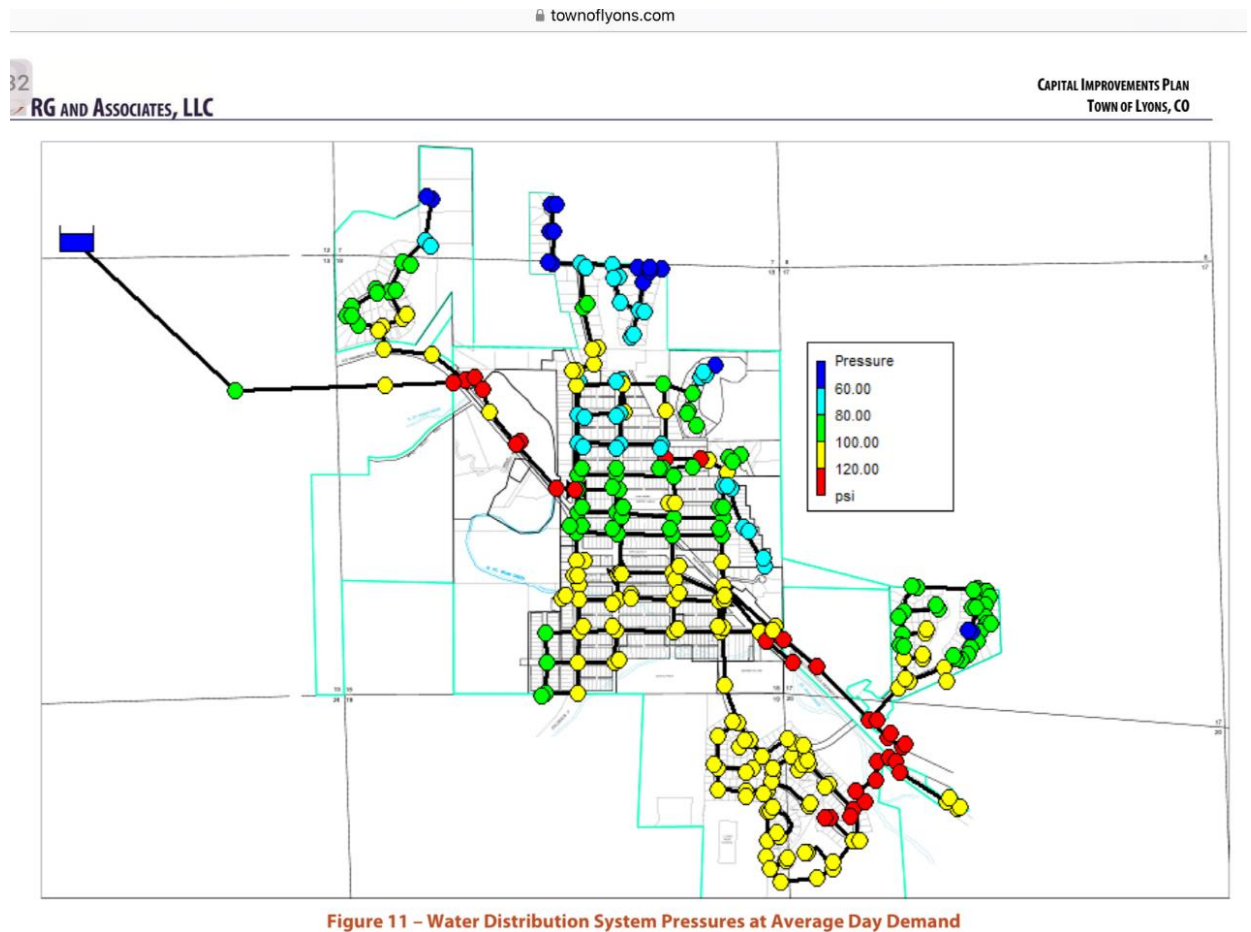 townoflyons.com
32
RG AND ASSOCIATES, LLC
CAPITAL IMPROVEMENTS PLAN
TOWN OF LYONS, CO
Pressure
60.00
80.00
100.00
120.00
psi
Figure 11 – Water Distribution System Pressures at Average Day Demand